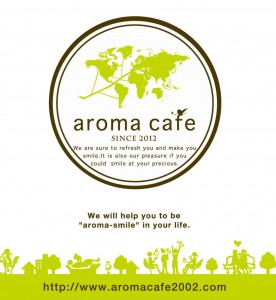 aroma cafe
SINCE 2012
We are sure to refresh you and make you
smile.It is also our pleasure if you
could smile at your precious.
We will help you to be
"aroma-smile" in your life.
http://www.aromacafe2002.com